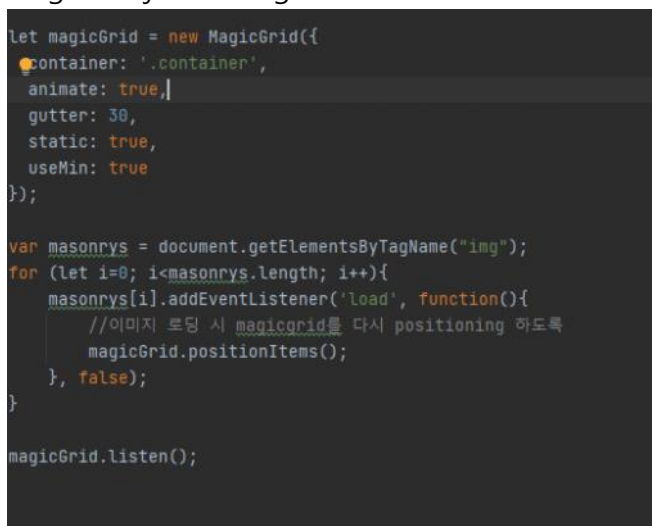 let magicGrid = new MagicGrid({
container: '.container',
animate: true,
gutter: 30,
static: true,
useMin: true
});
var masonrys = document.getElementsByTagName("img");
for (let i=0; i<masonrys.length; i++){
masonrys[i].addEventListener('load', function(){
//이미지 로딩 시 magicgrid를 다시 positioning 하도록
magicGrid.positionItems();
}, false);
}
magicGrid.listen();